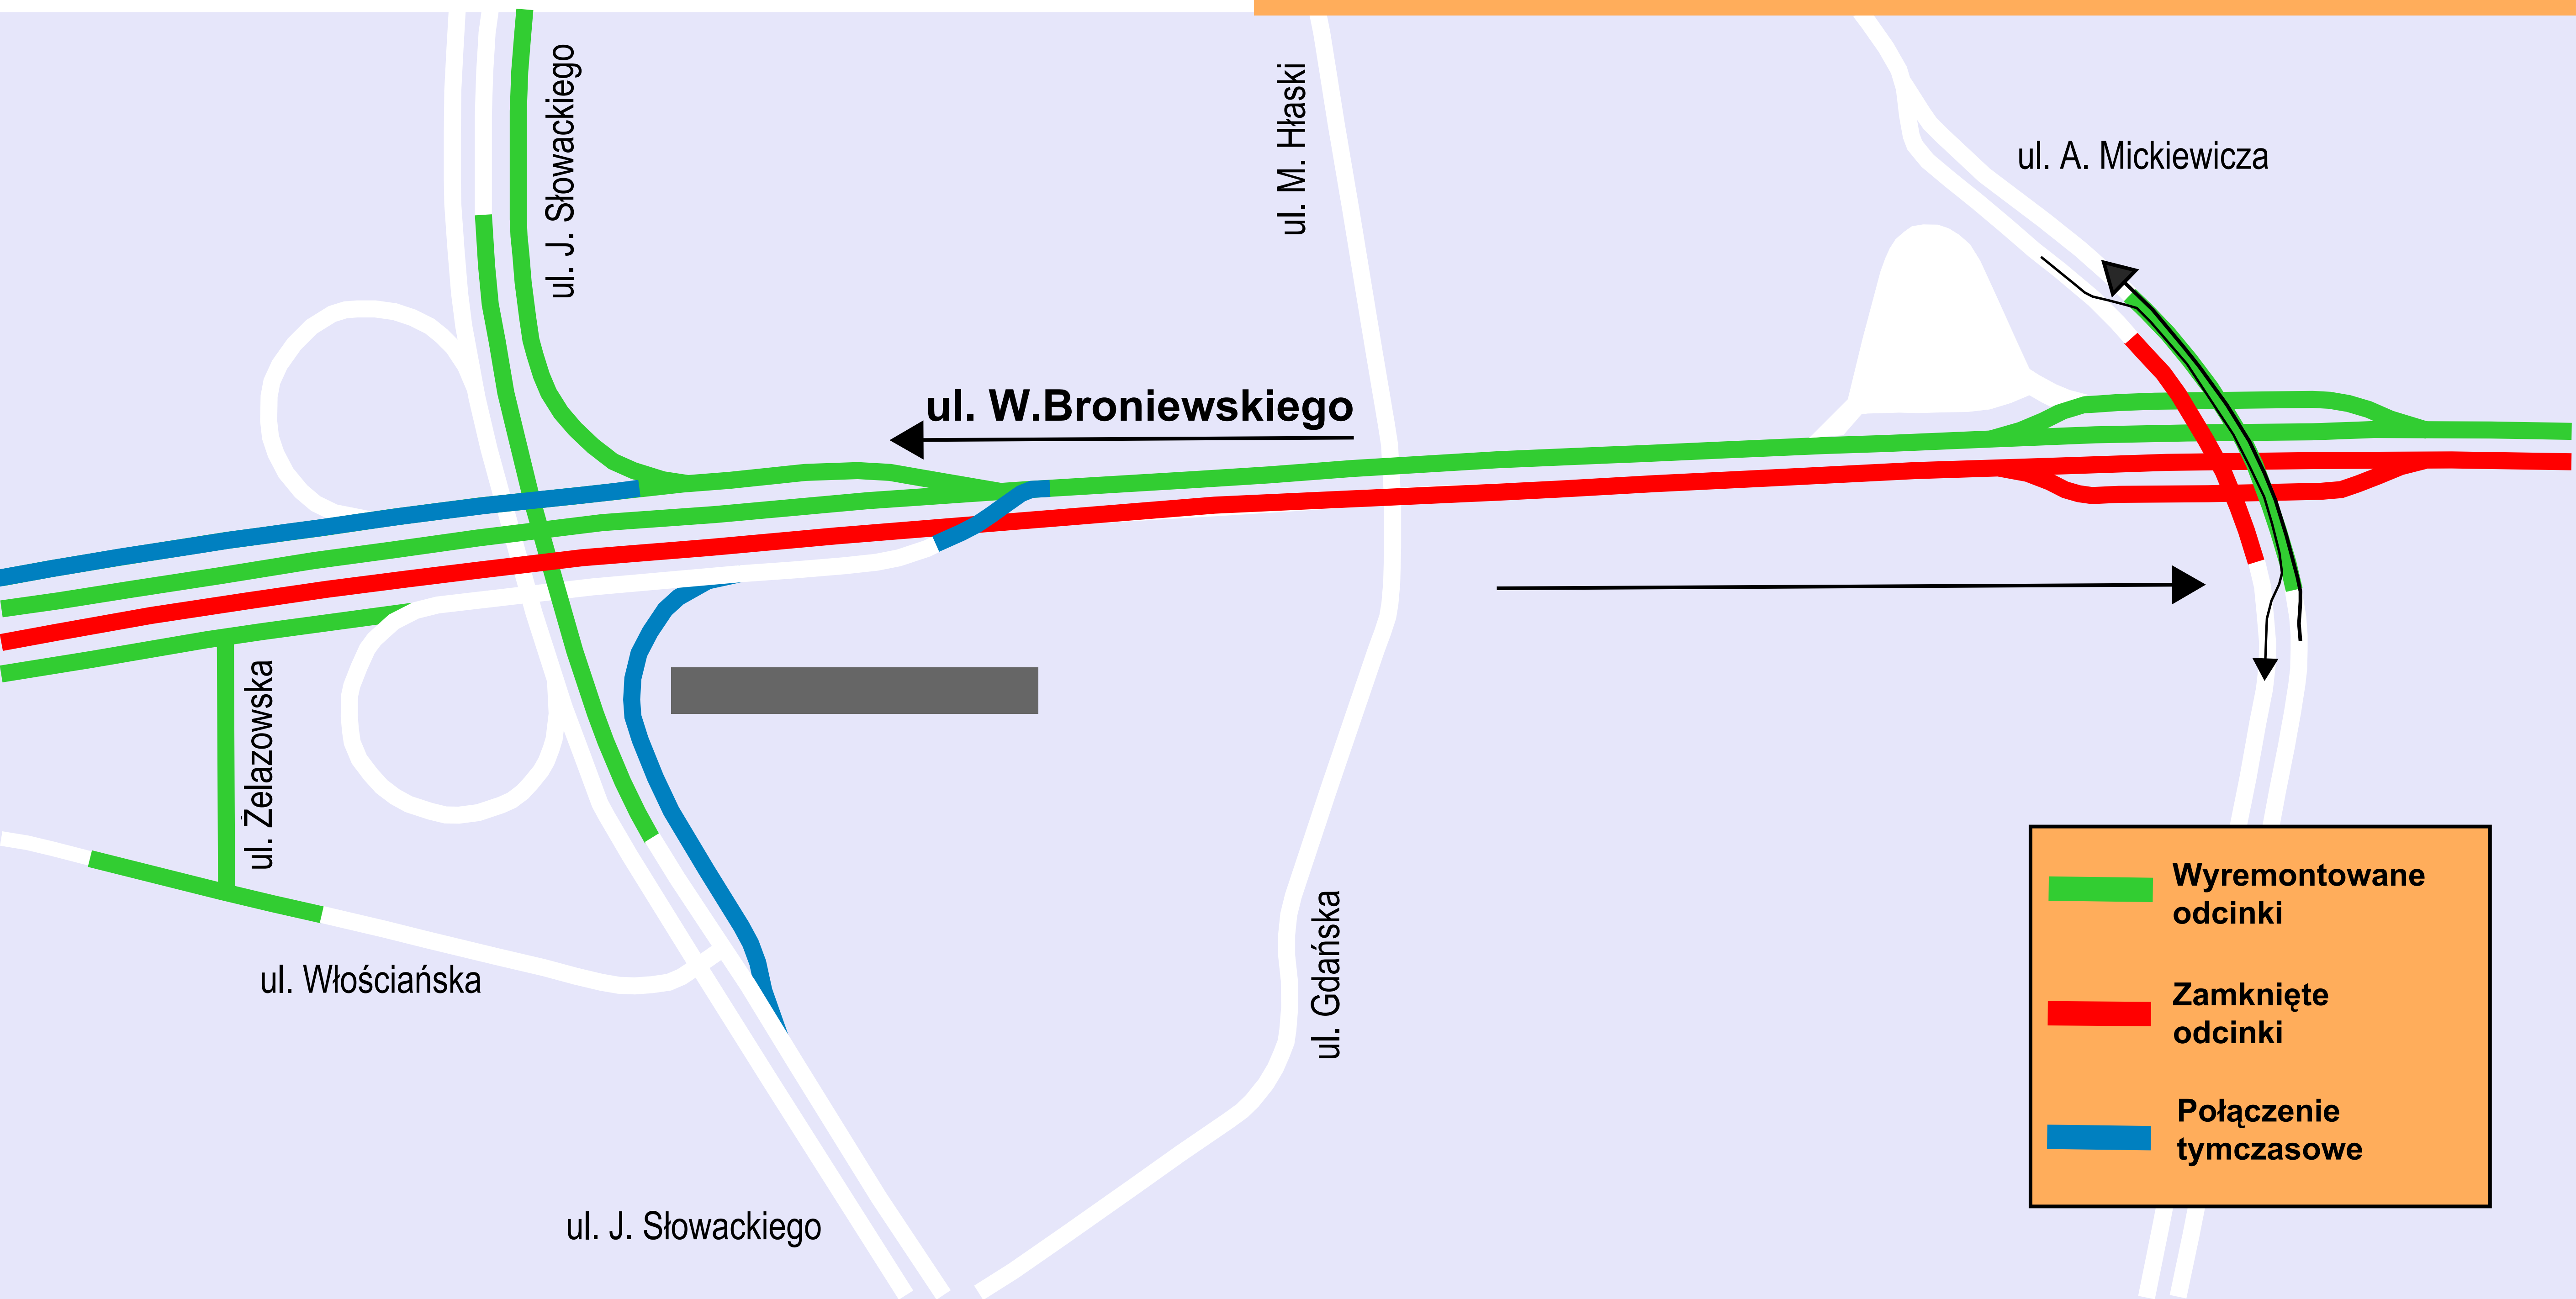 ul. J. Słowackiego
ul. M. Hłaski
ul. A. Mickiewicza
ul. W.Broniewskiego
ul. Żelazowska
ul. Włościańska
ul. Gdańska
ul. J. Słowackiego
Wyremontowane
odcinki
Zamknięte
odcinki
Połączenie
tymczasowe